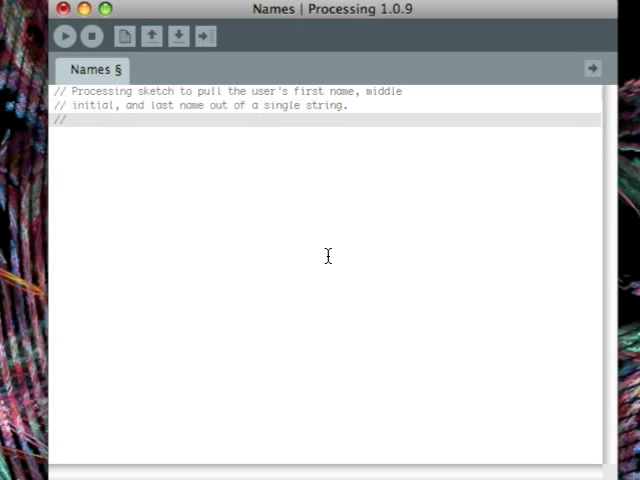 Names | Processing 1.0.9
Names §
// Processing sketch to pull the user's first name, middle
// initial, and last name out of a single string.
//